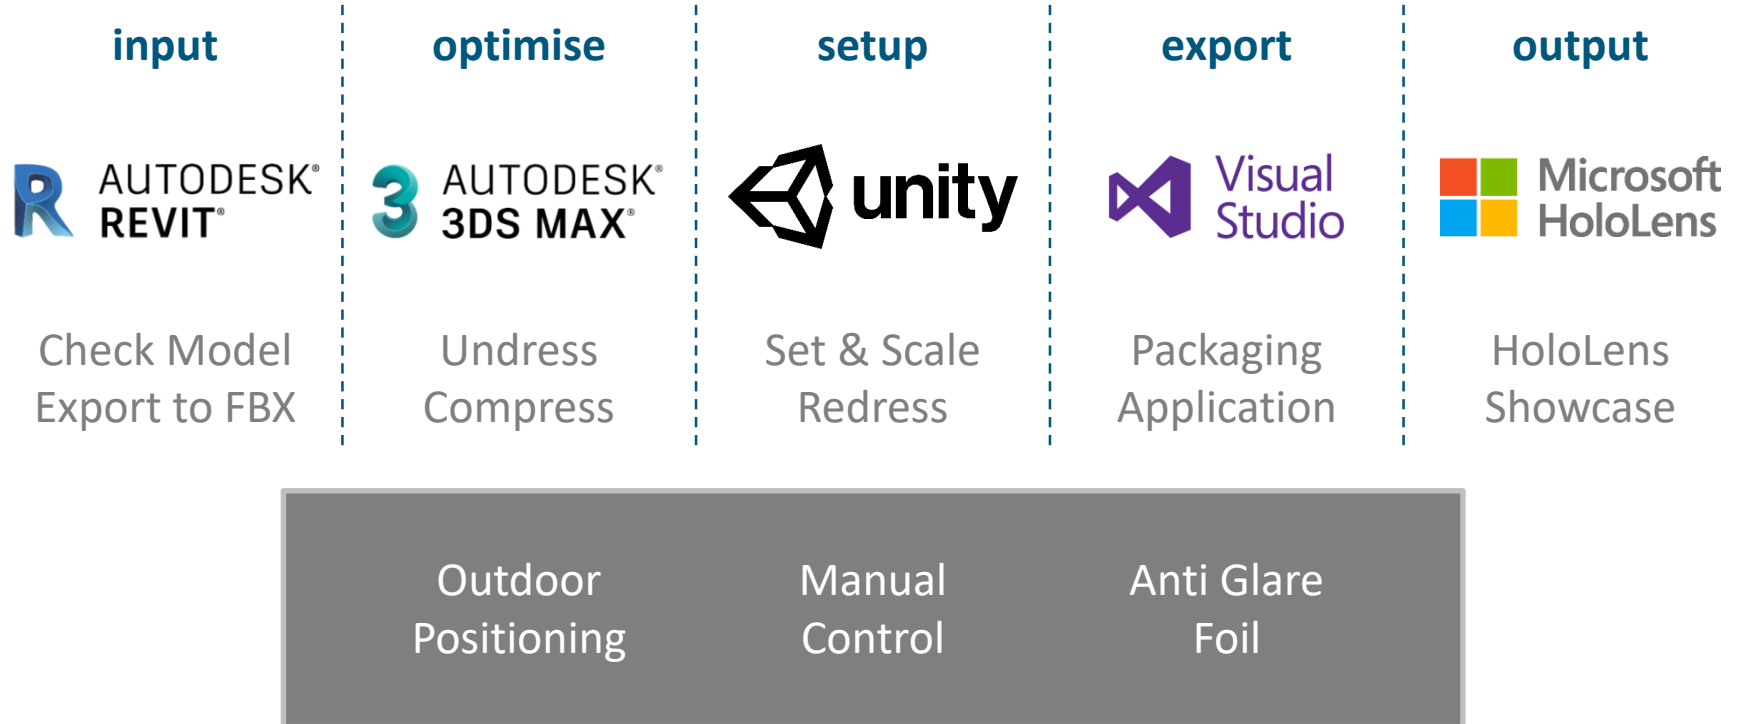 input
optimise
setup
export
output
AUTODESK®
REVIT®
AUTODESK®
3DS MAX®
unity
Visual
Studio
Microsoft
HoloLens
Check Model
Export to FBX
Undress
Compress
Set & Scale
Redress
Packaging
Application
HoloLens
Showcase
Outdoor
Positioning
Manual
Control
Anti Glare
Foil